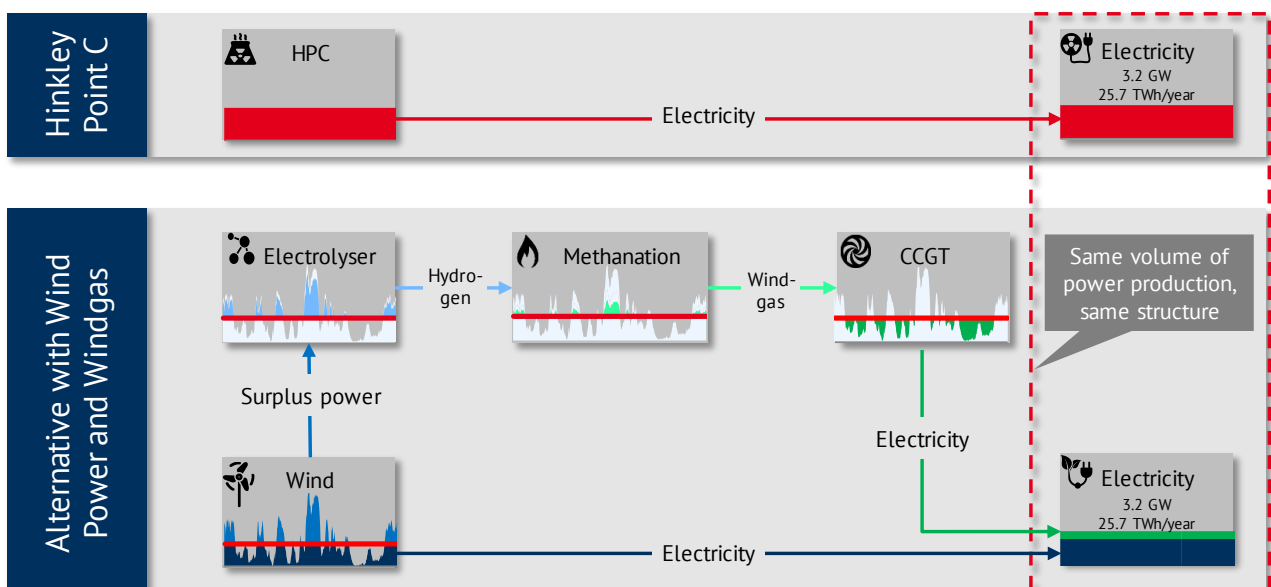 Hinkley
Point C
HPC
Electricity
Electricity
3.2 GW
25.7 TWh/year
Alternative with Wind
Power and Windgas
Electrolyser
Hydro-
gen
Methanation
Wind-
gas
CCGT
Same volume of
power production,
same structure
Surplus power
Electricity
Wind
Electricity
Electricity
3.2 GW
25.7 TWh/year